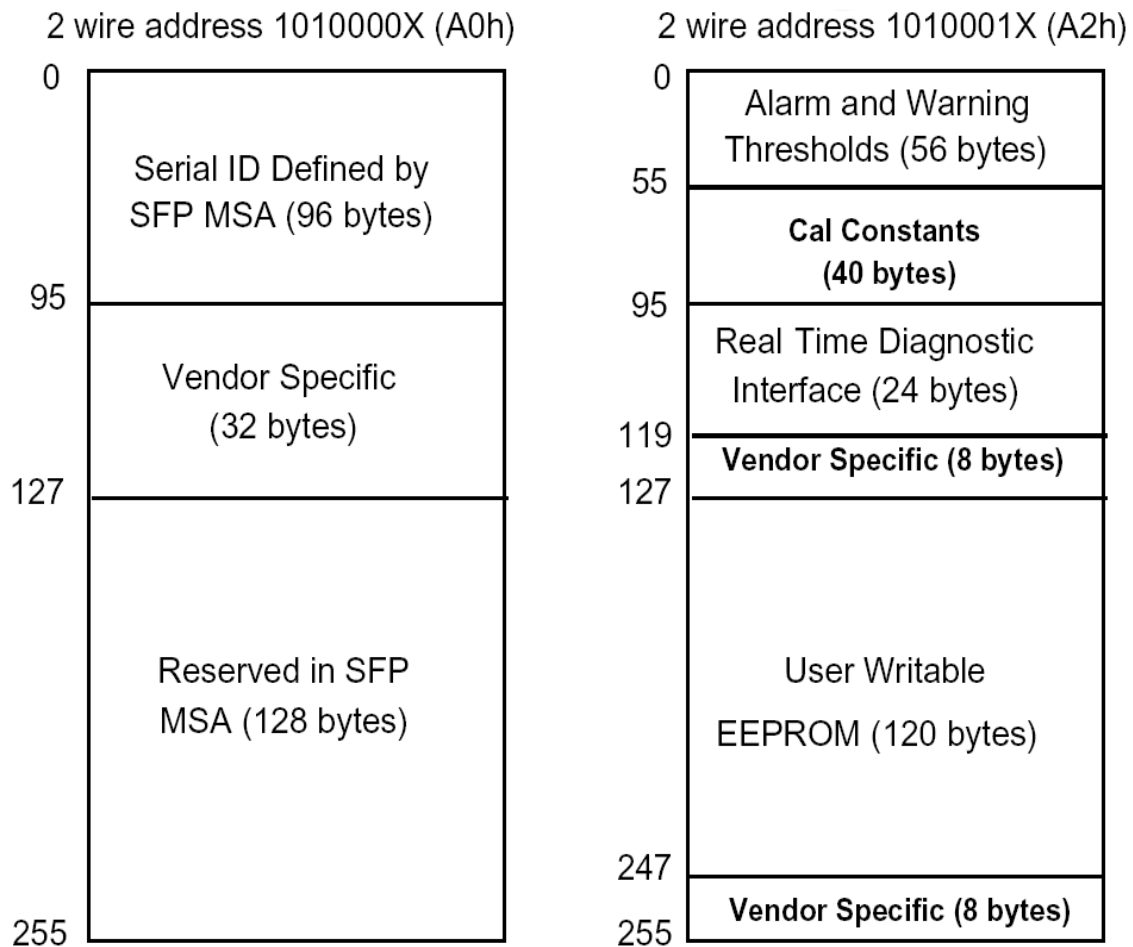 2 wire address 1010000X (A0h)
0
Serial ID Defined by
SFP MSA (96 bytes)
95
Vendor Specific
(32 bytes)
127
Reserved in SFP
MSA (128 bytes)
255
2 wire address 1010001X (A2h)
0
Alarm and Warning
Thresholds (56 bytes)
55
Cal Constants
(40 bytes)
95
Real Time Diagnostic
Interface (24 bytes)
119
Vendor Specific (8 bytes)
127
User Writable
EEPROM (120 bytes)
247
Vendor Specific (8 bytes)
255